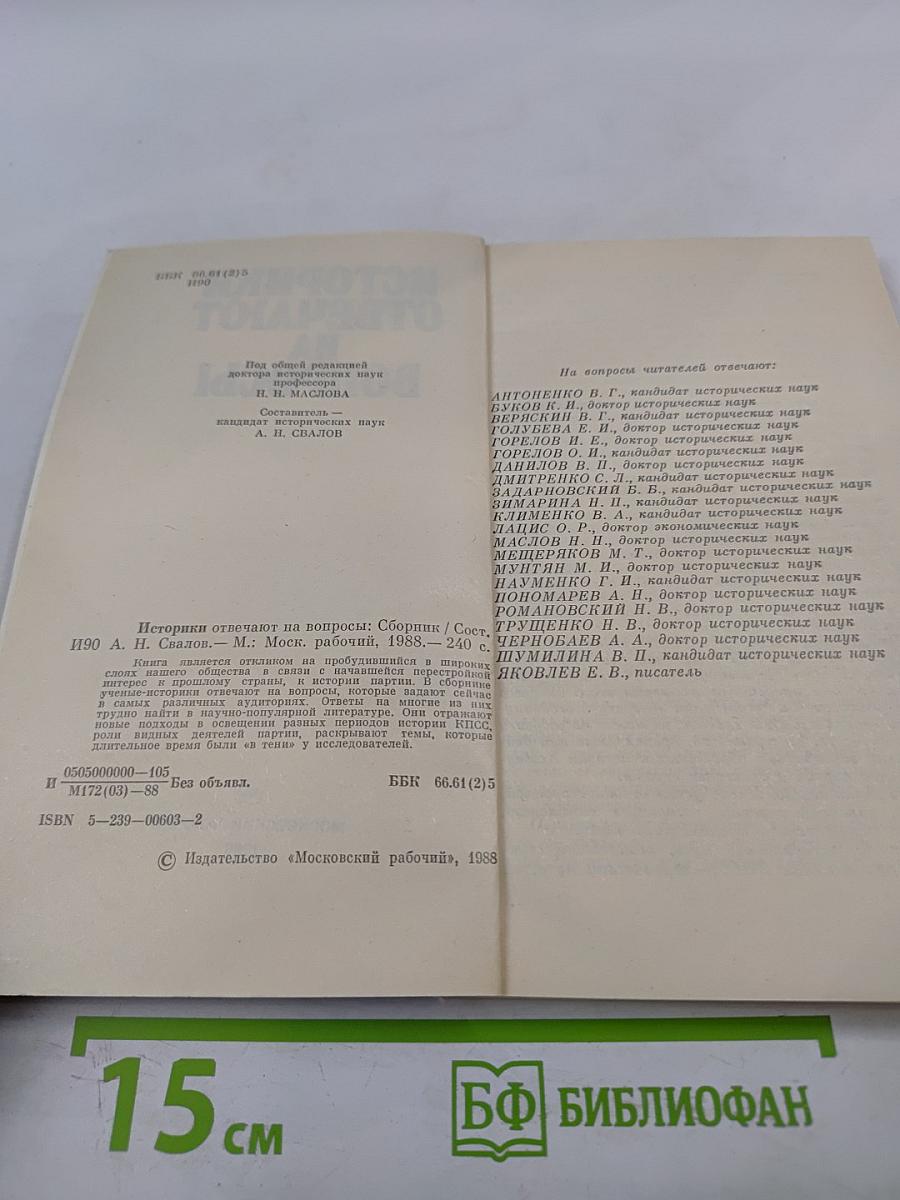 ББК 66.61(2)5
И90
Под общей редакцией
доктора исторических наук
профессора
Н. Н. МАСЛОВА
Составитель —
кандидат исторических наук
А. Н. СВАЛОВ
Историки отвечают на вопросы: Сборник / Сост.
И90 А. Н. Свалов.— М.: Моск. рабочий, 1988.— 240 с.
Книга является откликом на пробудившийся в широких
слоях нашего общества в связи с начавшейся перестройкой
интерес к прошлому страны, к истории партии. В сборнике
ученые-историки отвечают на вопросы, которые задают сейчас
в самых различных аудиториях. Ответы на многие из них
трудно найти в научно-популярной литературе. Они отражают
новые подходы в освещении разных периодов истории КПСС,
роли видных деятелей партии, раскрывают темы, которые
длительное время были «в тени» у исследователей.
И 0505000000—105
М172(03)—88 Без объявл. ББК 66.61(2)5
ISBN 5—239—00603—2
© Издательство «Московский рабочий», 1988
На вопросы читателей отвечают:
АНТОНЕНКО В. Г., кандидат исторических наук
БУКОВ К. И., доктор исторических наук
ВЕРЯСКИН В. Г., кандидат исторических наук
ГОЛУБЕВА Е. И., доктор исторических наук
ГОРЕЛОВ И. Е., доктор исторических наук
ГОРЕЛОВ О. И., кандидат исторических наук
ДАНИЛОВ В. П., доктор исторических наук
ДМИТРЕНКО С. Л., кандидат исторических наук
ЗАДАРНОВСКИЙ Б. Б., кандидат исторических наук
ЗИМАРИНА Н. П., кандидат исторических наук
КЛИМЕНКО В. А., кандидат исторических наук
ЛАЦИС О. Р., доктор экономических наук
МАСЛОВ Н. Н., доктор исторических наук
МЕЩЕРЯКОВ М. Т., доктор исторических наук
МУНТЯН М. И., доктор исторических наук
НАУМЕНКО Г. И., кандидат исторических наук
ПОНОМАРЕВ А. Н., доктор исторических наук
РОМАНОВСКИЙ Н. В., доктор исторических наук
ТРУЩЕНКО Н. В., доктор исторических наук
ЧЕРНОБАЕВ А. А., доктор исторических наук
ШУМИЛИНА В. П., кандидат исторических наук
ЯКОВЛЕВ Е. В., писатель
15 см
БФ БИБЛИОФАН